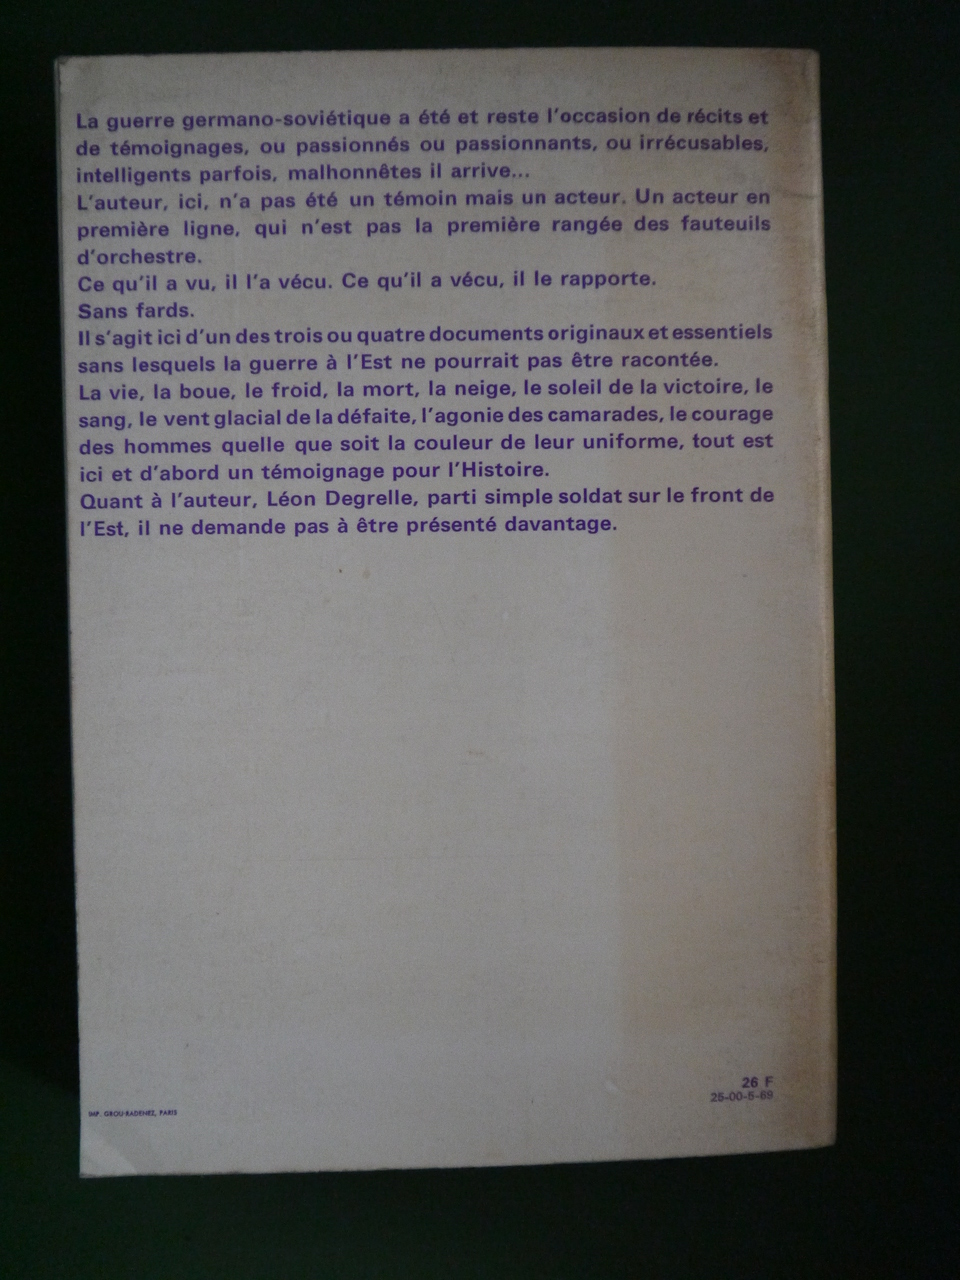 La guerre germano-soviétique a été et reste l'occasion de récits et
de témoignages, ou passionnés ou passionnants, ou irrécusables,
intelligents parfois, malhonnêtes il arrive...
L'auteur, ici, n'a pas été un témoin mais un acteur. Un acteur en
première ligne, qui n'est pas la première rangée des fauteuils
d'orchestre.
Ce qu'il a vu, il l'a vécu. Ce qu'il a vécu, il le rapporte.
Sans fards.
Il s'agit ici d'un des trois ou quatre documents originaux et essentiels
sans lesquels la guerre à l'Est ne pourrait pas être racontée.
La vie, la boue, le froid, la mort, la neige, le soleil de la victoire, le
sang, le vent glacial de la défaite, l'agonie des camarades, le courage
des hommes quelle que soit la couleur de leur uniforme, tout est
ici et d'abord un témoignage pour l'Histoire.
Quant à l'auteur, Léon Degrelle, parti simple soldat sur le front de
l'Est, il ne demande pas à être présenté davantage.
26 F
25-00-5-69
IMP. GROU-RADENEZ, PARIS